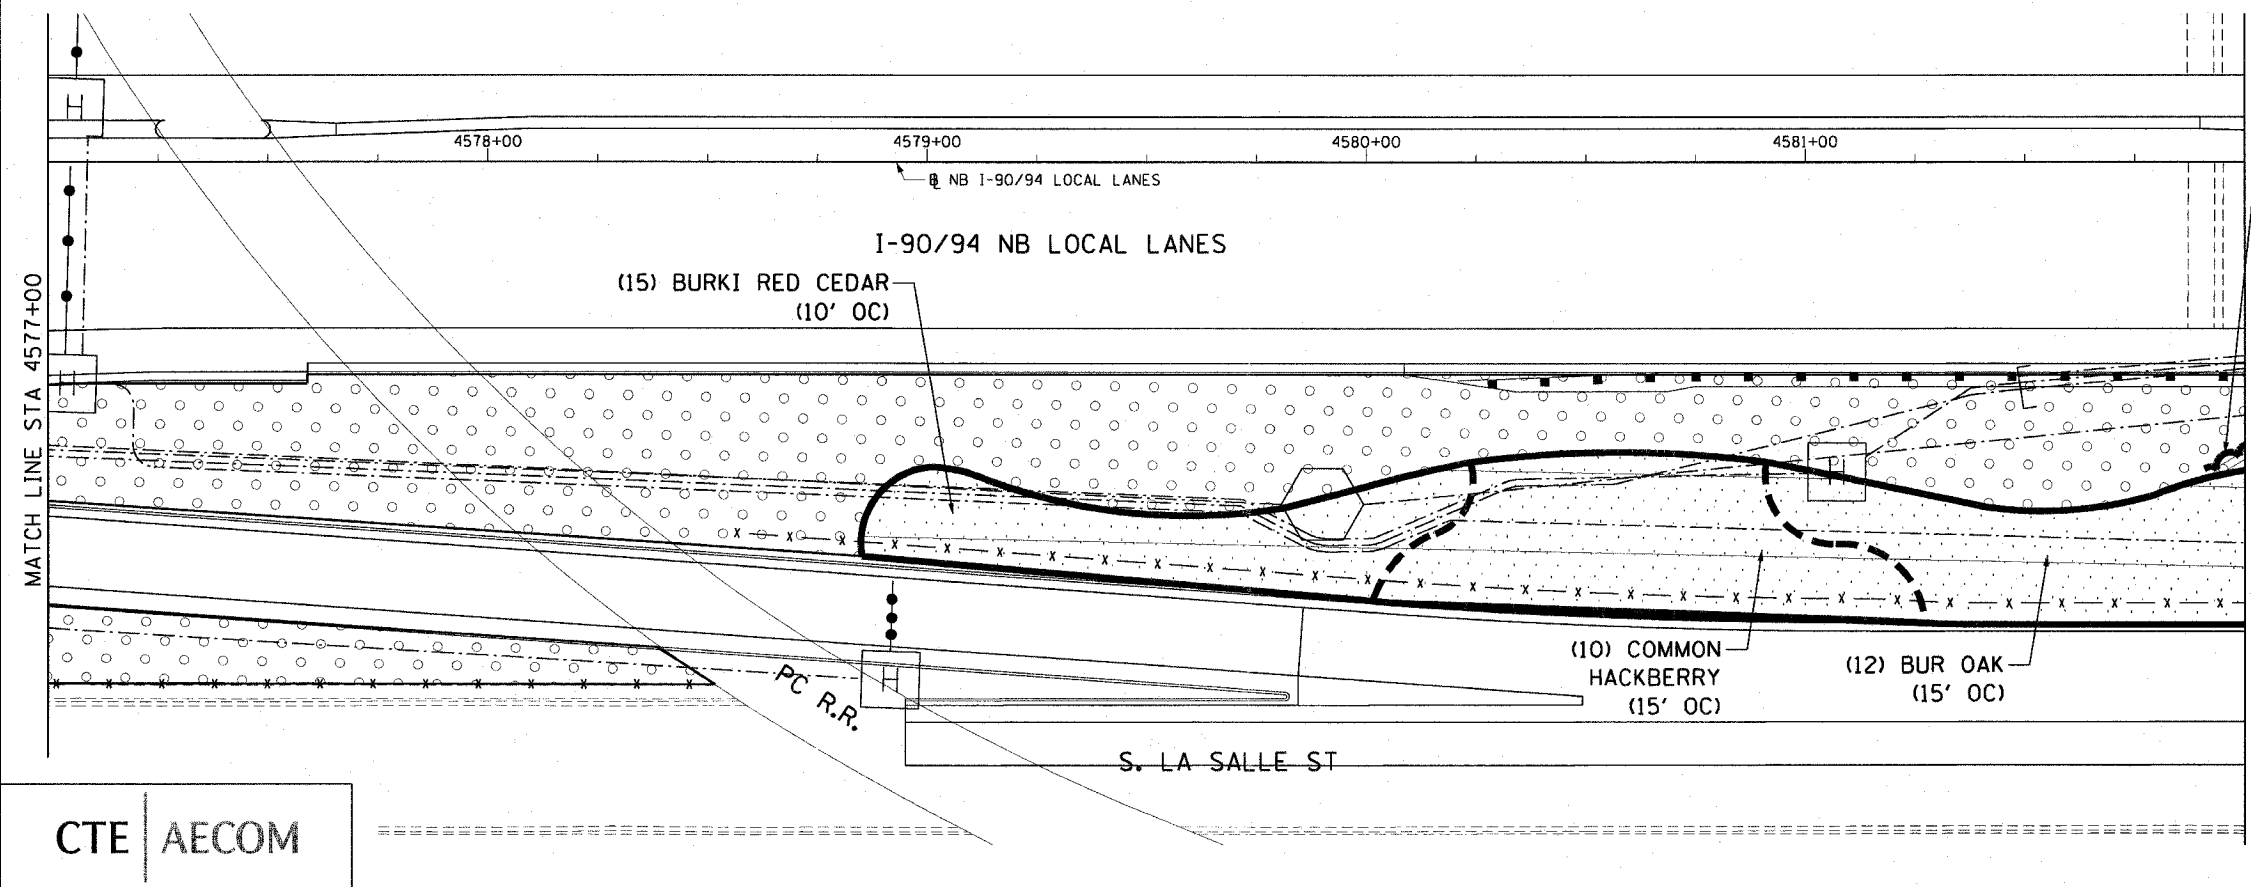 H
4578+00
4579+00
4580+00
4581+00
℄ NB I-90/94 LOCAL LANES
I-90/94 NB LOCAL LANES
(15) BURKI RED CEDAR
(10' OC)
MATCH LINE STA 4577+00
H
H
(10) COMMON
HACKBERRY
(15' OC)
(12) BUR OAK
(15' OC)
H
PC R.R.
S. LA SALLE ST
CTE | AECOM